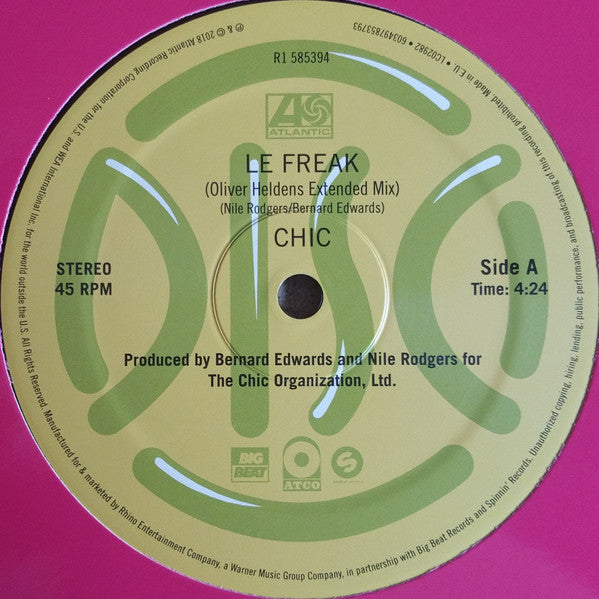 R1 585394
ATLANTIC
LE FREAK
(Oliver Heldens Extended Mix)
(Nile Rodgers/Bernard Edwards)
CHIC
STEREO
45 RPM
Side A
Time: 4:24
Produced by Bernard Edwards and Nile Rodgers for
The Chic Organization, Ltd.
DISC
BIG
BEAT
ATCO
℗ & © 2018 Atlantic Recording Corporation for the U.S. and WEA International Inc. for the world outside the U.S. All Rights Reserved. Manufactured for & marketed by Rhino Entertainment Company, a Warner Music Group Company, in partnership with Big Beat Records and Spinnin' Records. Unauthorized copying, hiring, lending, public performance, and broadcasting of this recording prohibited. Made in E.U. • LC02982 • 603497853793